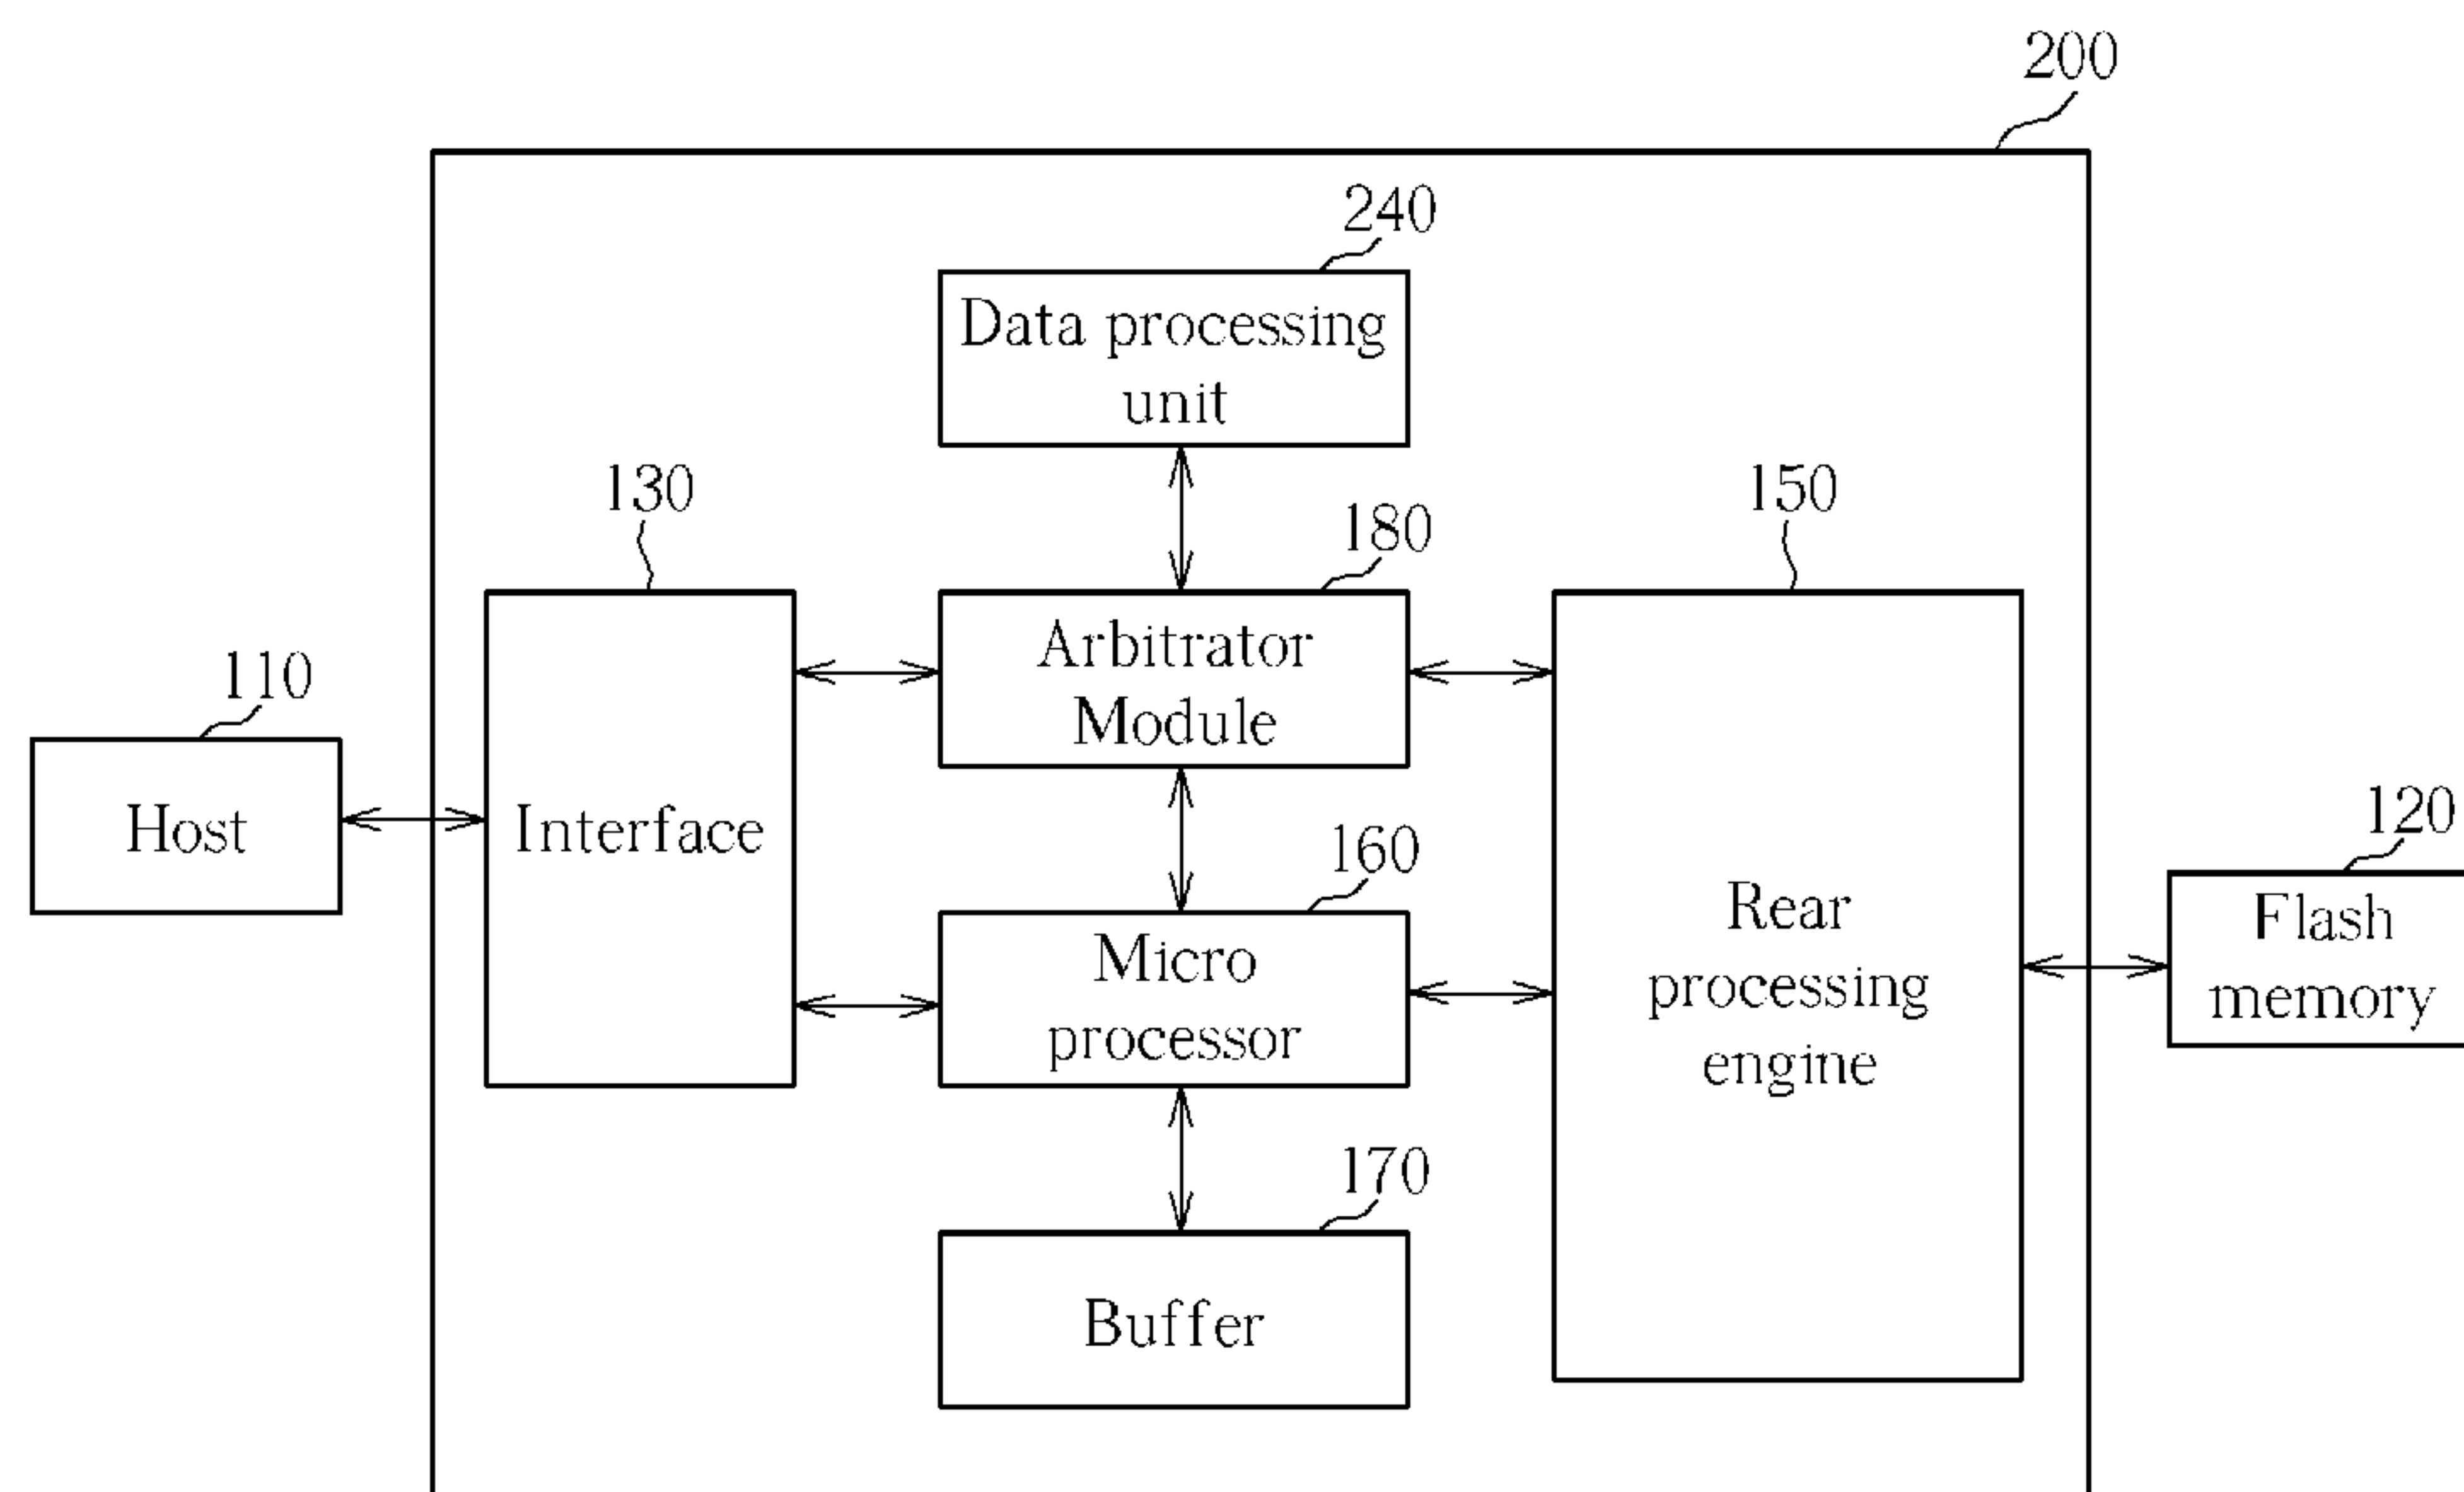 200
240
Data processing
unit
130
180
150
110
Arbitrator
Module
Host
Interface
160
120
Micro
processor
Rear
processing
engine
Flash
memory
170
Buffer